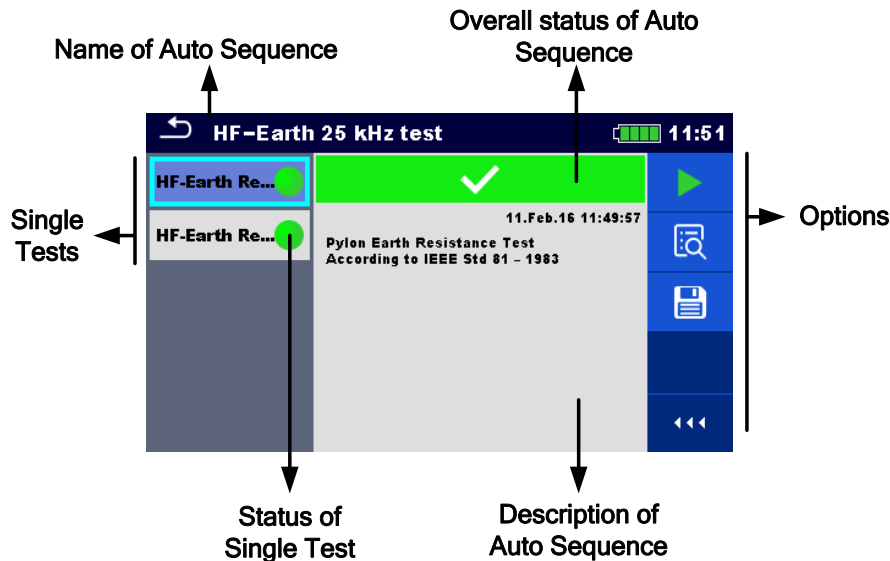 Overall status of Auto
Sequence
Name of Auto Sequence
HF-Earth 25 kHz test
11:51
HF-Earth Re...
HF-Earth Re...
11.Feb.16 11:49:57
Pylon Earth Resistance Test
According to IEEE Std 81 – 1983
Single
Tests
Options
Status of
Single Test
Description of
Auto Sequence